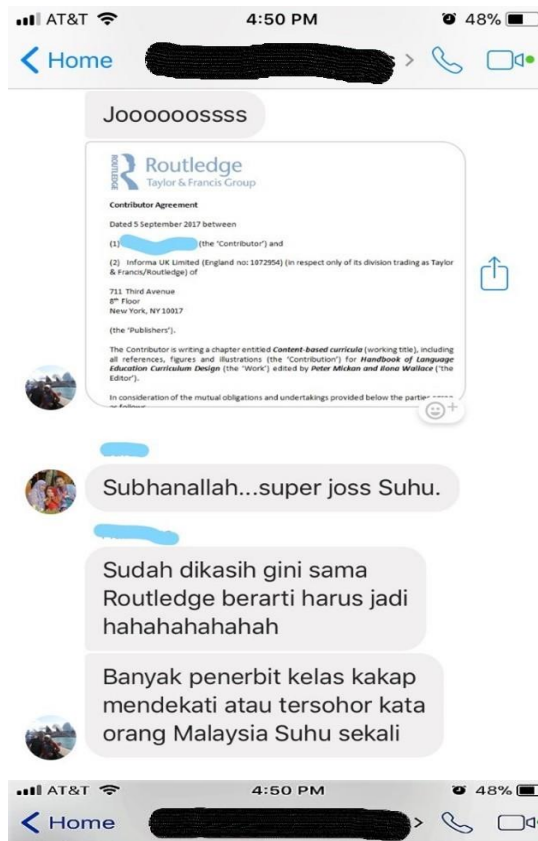 AT&T 4:50 PM 48%
Home
Joooooossss
ROUTLEDGE
Routledge
Taylor & Francis Group
Contributor Agreement
Dated 5 September 2017 between
(1) (the 'Contributor') and
(2) Informa UK Limited (England no: 1072954) (in respect only of its division trading as Taylor
& Francis/Routledge) of
711 Third Avenue
8th Floor
New York, NY 10017
(the 'Publishers').
The Contributor is writing a chapter entitled Content-based curricula (working title), including
all references, figures and illustrations (the 'Contribution') for Handbook of Language
Education Curriculum Design (the 'Work') edited by Peter Mickan and Ilona Wallace ('the
Editor').
In consideration of the mutual obligations and undertakings provided below the parties agree
as follows
Subhanallah...super joss Suhu.
Sudah dikasih gini sama
Routledge berarti harus jadi
hahahahahahah
Banyak penerbit kelas kakap
mendekati atau tersohor kata
orang Malaysia Suhu sekali
AT&T 4:50 PM 48%
Home